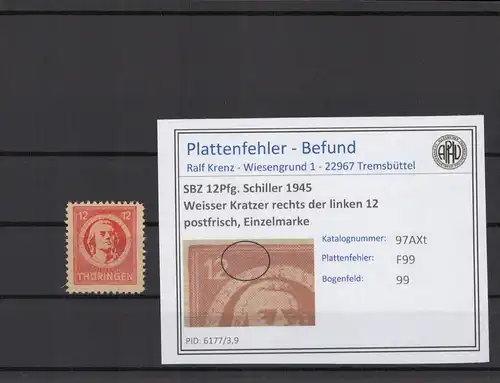 12 12
THÜRINGEN
Plattenfehler - Befund
Ralf Krenz - Wiesengrund 1 - 22967 Tremsbüttel
SBZ 12Pfg. Schiller 1945
Weisser Kratzer rechts der linken 12
postfrisch, Einzelmarke
12
Katalognummer: 97AXt
Plattenfehler: F99
Bogenfeld: 99
PID: 6177/3,9